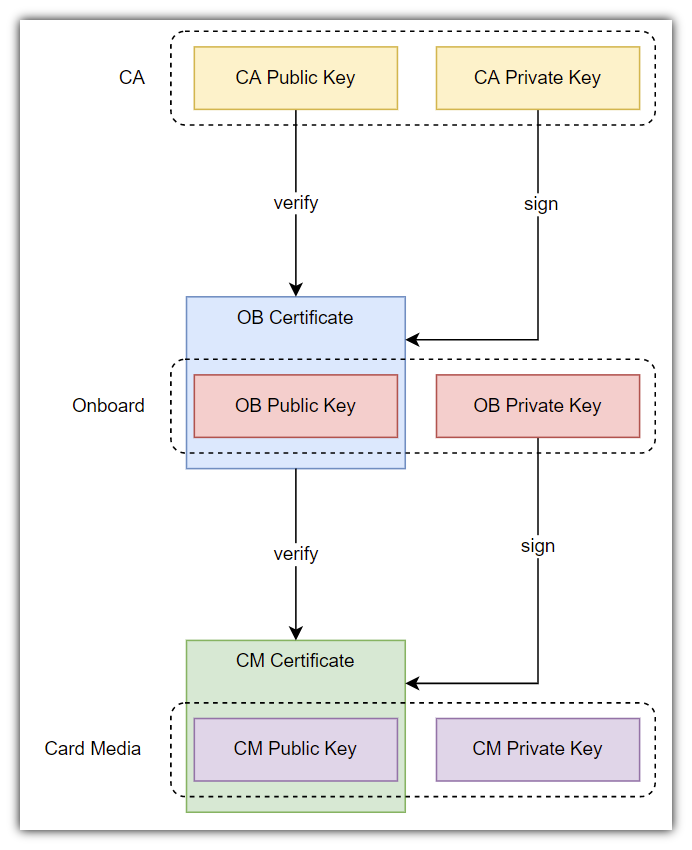 CA
CA Public Key
CA Private Key
verify
sign
OB Certificate
Onboard
OB Public Key
OB Private Key
verify
sign
CM Certificate
Card Media
CM Public Key
CM Private Key